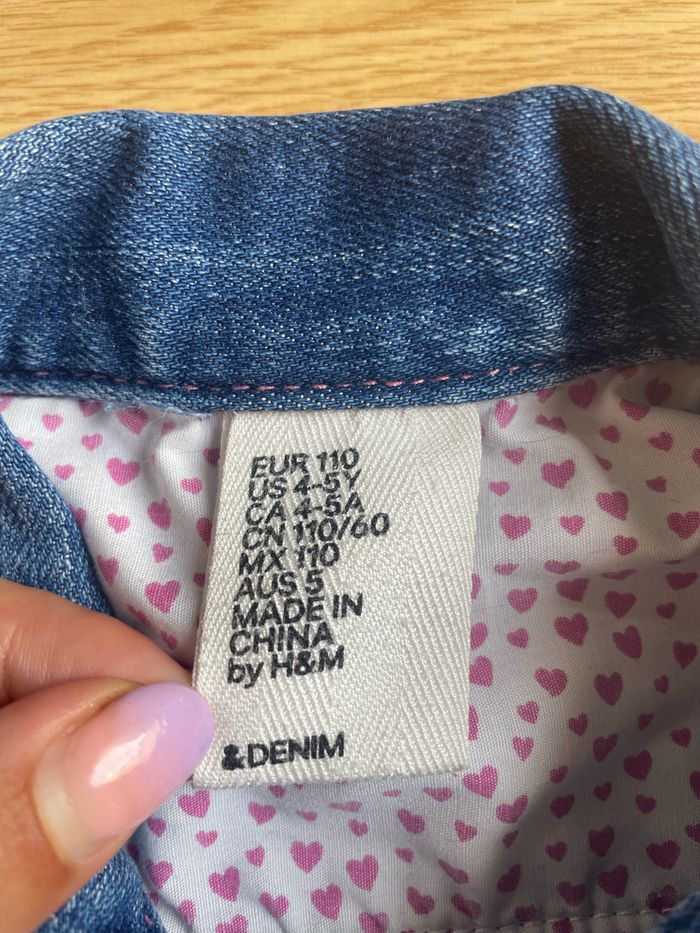 EUR 110
US 4-5Y
CA 4-5A
CN 110/60
MX 110
AUS 5
MADE IN
CHINA
by H&M
&DENIM